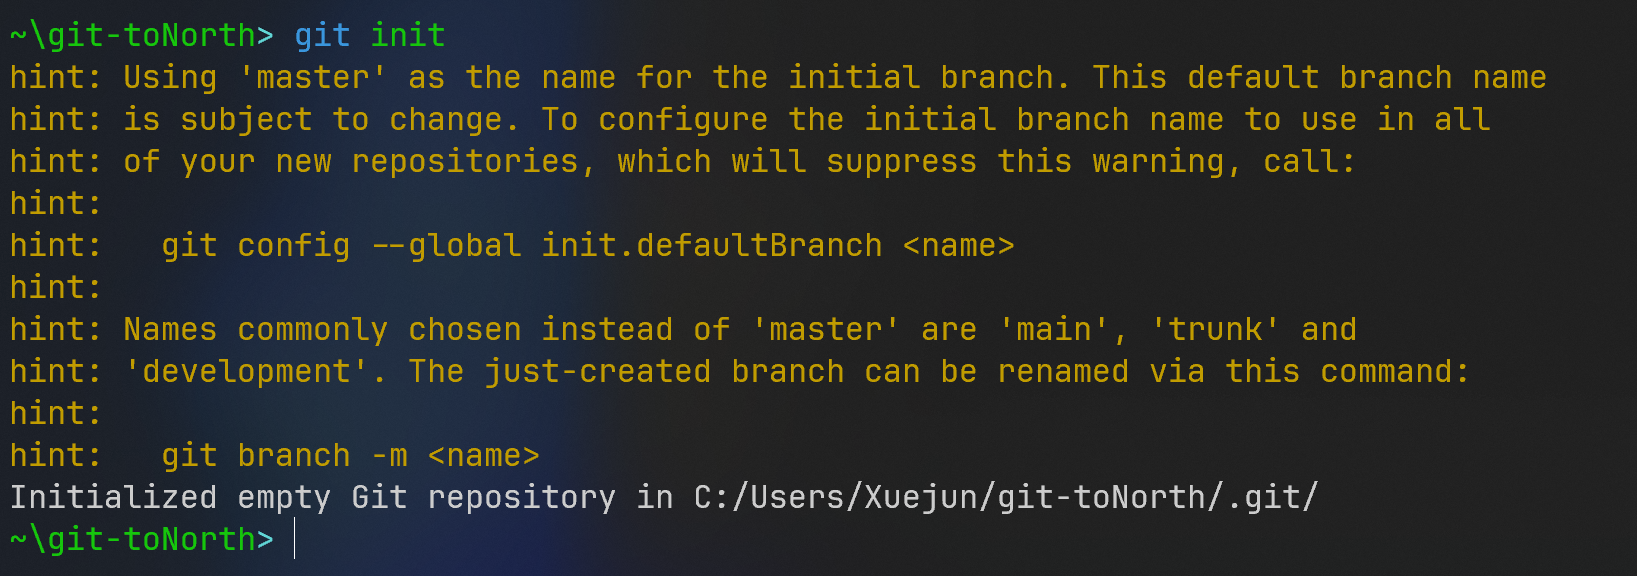 ~\git-toNorth> git init
hint: Using 'master' as the name for the initial branch. This default branch name
hint: is subject to change. To configure the initial branch name to use in all
hint: of your new repositories, which will suppress this warning, call:
hint:
hint:   git config --global init.defaultBranch <name>
hint:
hint: Names commonly chosen instead of 'master' are 'main', 'trunk' and
hint: 'development'. The just-created branch can be renamed via this command:
hint:
hint:   git branch -m <name>
Initialized empty Git repository in C:/Users/Xuejun/git-toNorth/.git/
~\git-toNorth>